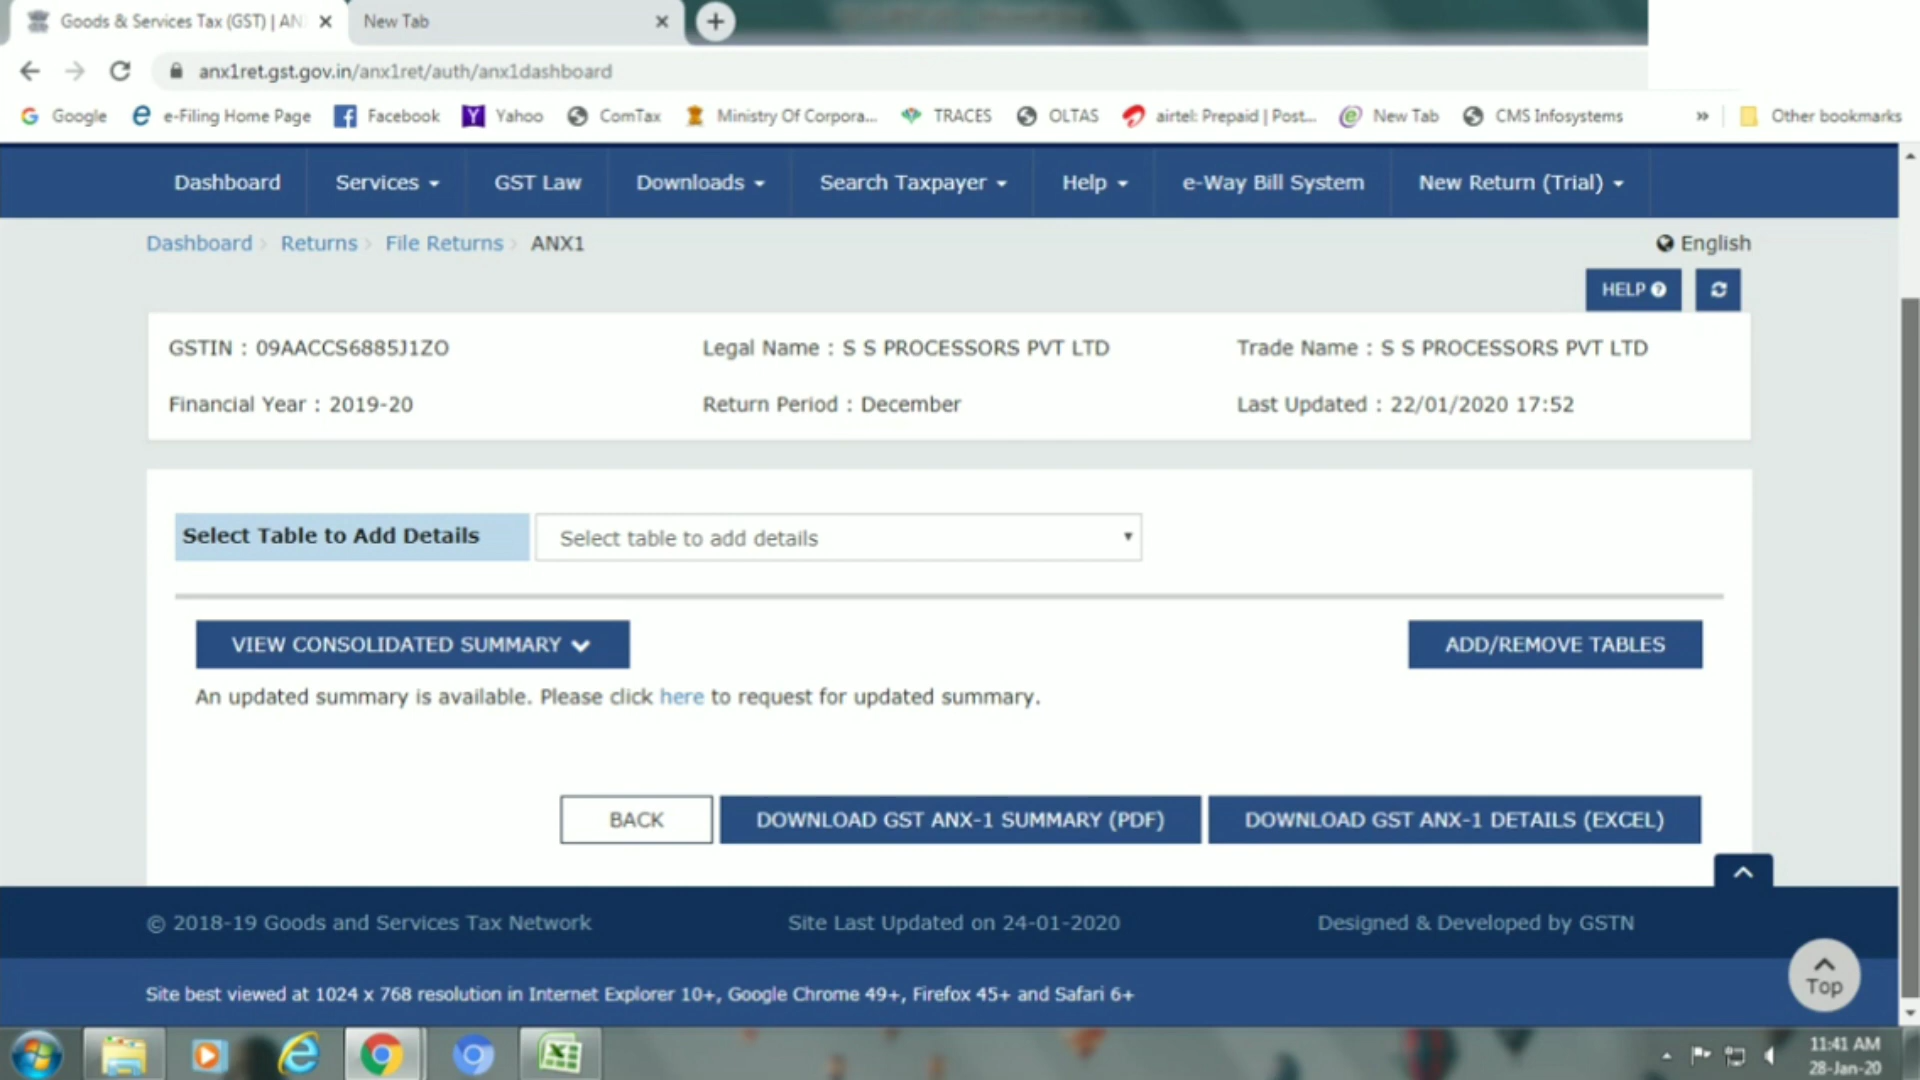 Goods & Services Tax (GST) | AN
New Tab
anx1ret.gst.gov.in/anx1ret/auth/anx1dashboard
Google
e-Filing Home Page
Facebook
Yahoo
ComTax
Ministry Of Corpora...
TRACES
OLTAS
airtel: Prepaid | Post...
New Tab
CMS Infosystems
»
Other bookmarks
Dashboard
Services
GST Law
Downloads
Search Taxpayer
Help
e-Way Bill System
New Return (Trial)
Dashboard > Returns > File Returns > ANX1
English
HELP
GSTIN : 09AACCS6885J1ZO
Legal Name : S S PROCESSORS PVT LTD
Trade Name : S S PROCESSORS PVT LTD
Financial Year : 2019-20
Return Period : December
Last Updated : 22/01/2020 17:52
Select Table to Add Details
Select table to add details
VIEW CONSOLIDATED SUMMARY
ADD/REMOVE TABLES
An updated summary is available. Please click here to request for updated summary.
BACK
DOWNLOAD GST ANX-1 SUMMARY (PDF)
DOWNLOAD GST ANX-1 DETAILS (EXCEL)
© 2018-19 Goods and Services Tax Network
Site Last Updated on 24-01-2020
Designed & Developed by GSTN
Top
Site best viewed at 1024 x 768 resolution in Internet Explorer 10+, Google Chrome 49+, Firefox 45+ and Safari 6+
11:41 AM
28-Jan-20